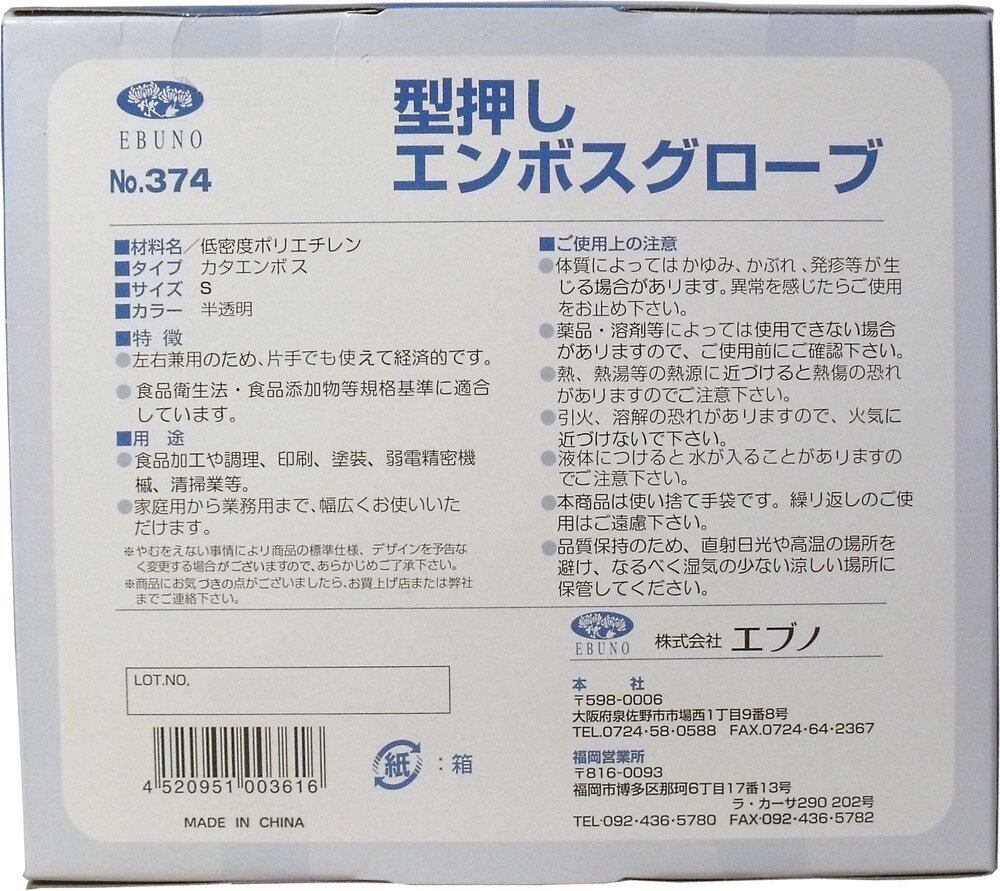 EBUNO
No.374
型押し
エンボスグローブ
■材料名／低密度ポリエチレン
■タイプ カタエンボス
■サイズ S
■カラー 半透明
■特徴
●左右兼用のため、片手でも使えて経済的です。
●食品衛生法・食品添加物等規格基準に適合
しています。
■用途
●食品加工や調理、印刷、塗装、弱電精密機
械、清掃業等。
●家庭用から業務用まで、幅広くお使いいた
だけます。
※やむをえない事情により商品の標準仕様、デザインを予告な
く変更する場合がございますので、あらかじめご了承下さい。
※商品にお気づきの点がございましたら、お買上げ店または弊社
までご連絡下さい。
■ご使用上の注意
●体質によってはかゆみ、かぶれ、発疹等が生
じる場合があります。異常を感じたらご使用
をお止め下さい。
●薬品・溶剤等によっては使用できない場合
がありますので、ご使用前にご確認下さい。
●熱、熱湯等の熱源に近づけると熱傷の恐れ
がありますのでご注意下さい。
●引火、溶解の恐れがありますので、火気に
近づけないで下さい。
●液体につけると水が入ることがありますの
でご注意下さい。
●本商品は使い捨て手袋です。繰り返しのご使
用はご遠慮下さい。
●品質保持のため、直射日光や高温の場所を
避け、なるべく湿気の少ない涼しい場所に
保管してください。
EBUNO 株式会社 エブノ
本社
〒598-0006
大阪府泉佐野市市場西1丁目9番8号
TEL.0724・58・0588 FAX.0724・64・2367
福岡営業所
〒816-0093
福岡市博多区那珂6丁目17番13号
ラ・カーサ290 202号
TEL・092・436・5780 FAX・092・436・5782
LOT.NO.
4 520951 003616
紙：箱
MADE IN CHINA